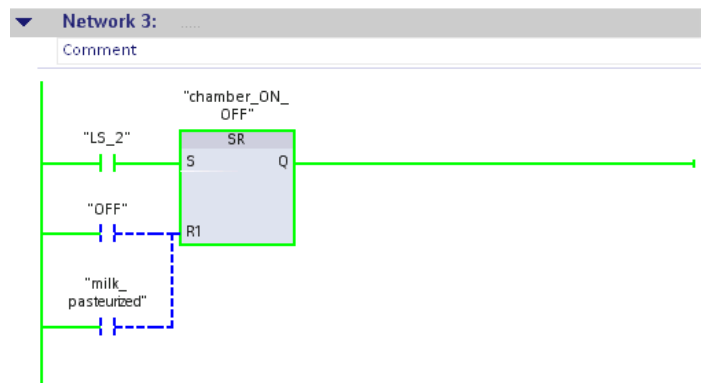 Network 3: .....
Comment
"chamber_ON_
OFF"
"LS_2"
SR
S Q
"OFF"
R1
"milk_
pasteurized"